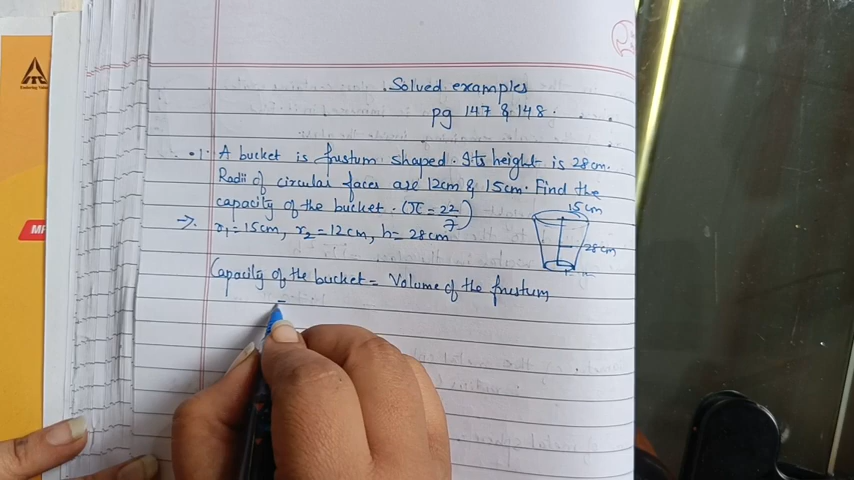 Solved examples
pg 147 & 148.
1. A bucket is frustum shaped. Its height is 28cm.
Radii of circular faces are 12cm & 15cm. Find the
capacity of the bucket. (π = 22/7)
15cm
28cm
→ r1 = 15cm, r2 = 12cm, h = 28cm
Capacity of the bucket = Volume of the frustum
=